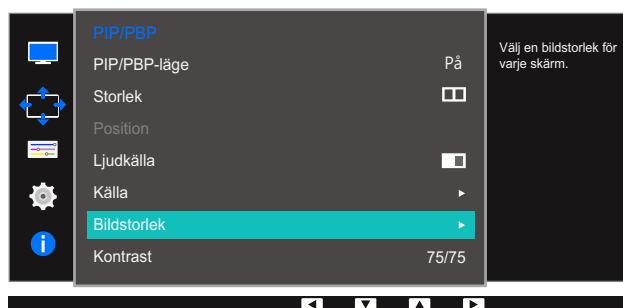 PIP/PBP
PIP/PBP-läge På
Storlek
Position
Ljudkälla
Källa
Bildstorlek
Kontrast 75/75
Välj en bildstorlek för
varje skärm.